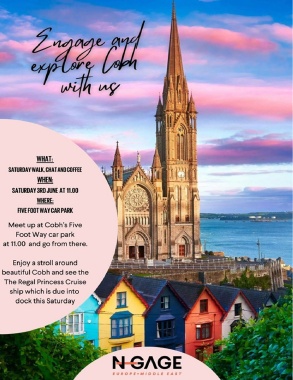 Engage and
explore Cobh
with us
WHAT:
SATURDAY WALK, CHAT AND COFFEE
WHEN:
SATURDAY 3RD JUNE AT 11.00
WHERE:
FIVE FOOT WAY CAR PARK
Meet up at Cobh's Five
Foot Way car park
at 11.00 and go from there.
Enjoy a stroll around
beautiful Cobh and see the
The Regal Princess Cruise
ship which is due into
dock this Saturday
N GAGE
EUROPE•MIDDLE EAST